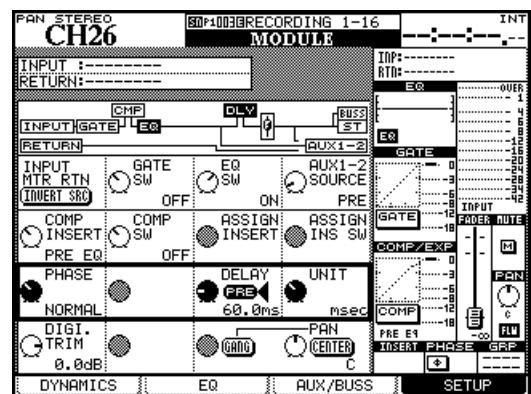 PAN STEREO
CH26
RECORDING 1-16
MODULE
INT
--:--:--.--
INPUT :---------
RETURN:---------
INP:-------
RTN:-------
EQ
OVER
CMP
DLY
BUSS
INPUT GATE EQ ST
RETURN
AUX1-2
EQ
GATE
INPUT MTR RTN
INVERT SRC
GATE SW
OFF
EQ SW
ON
AUX1-2 SOURCE
PRE
GATE
INPUT
FADER MUTE
M
COMP INSERT
PRE EQ
COMP SW
OFF
ASSIGN INSERT
ASSIGN INS SW
COMP/EXP
PAN
C
PHASE
NORMAL
DELAY
PRE
60.0ms
UNIT
msec
COMP
PRE EQ
-∞
FLW
DIGI. TRIM
0.0dB
GANG
PAN
CENTER
C
INSERT PHASE GRP
Φ
DYNAMICS
EQ
AUX/BUSS
SETUP